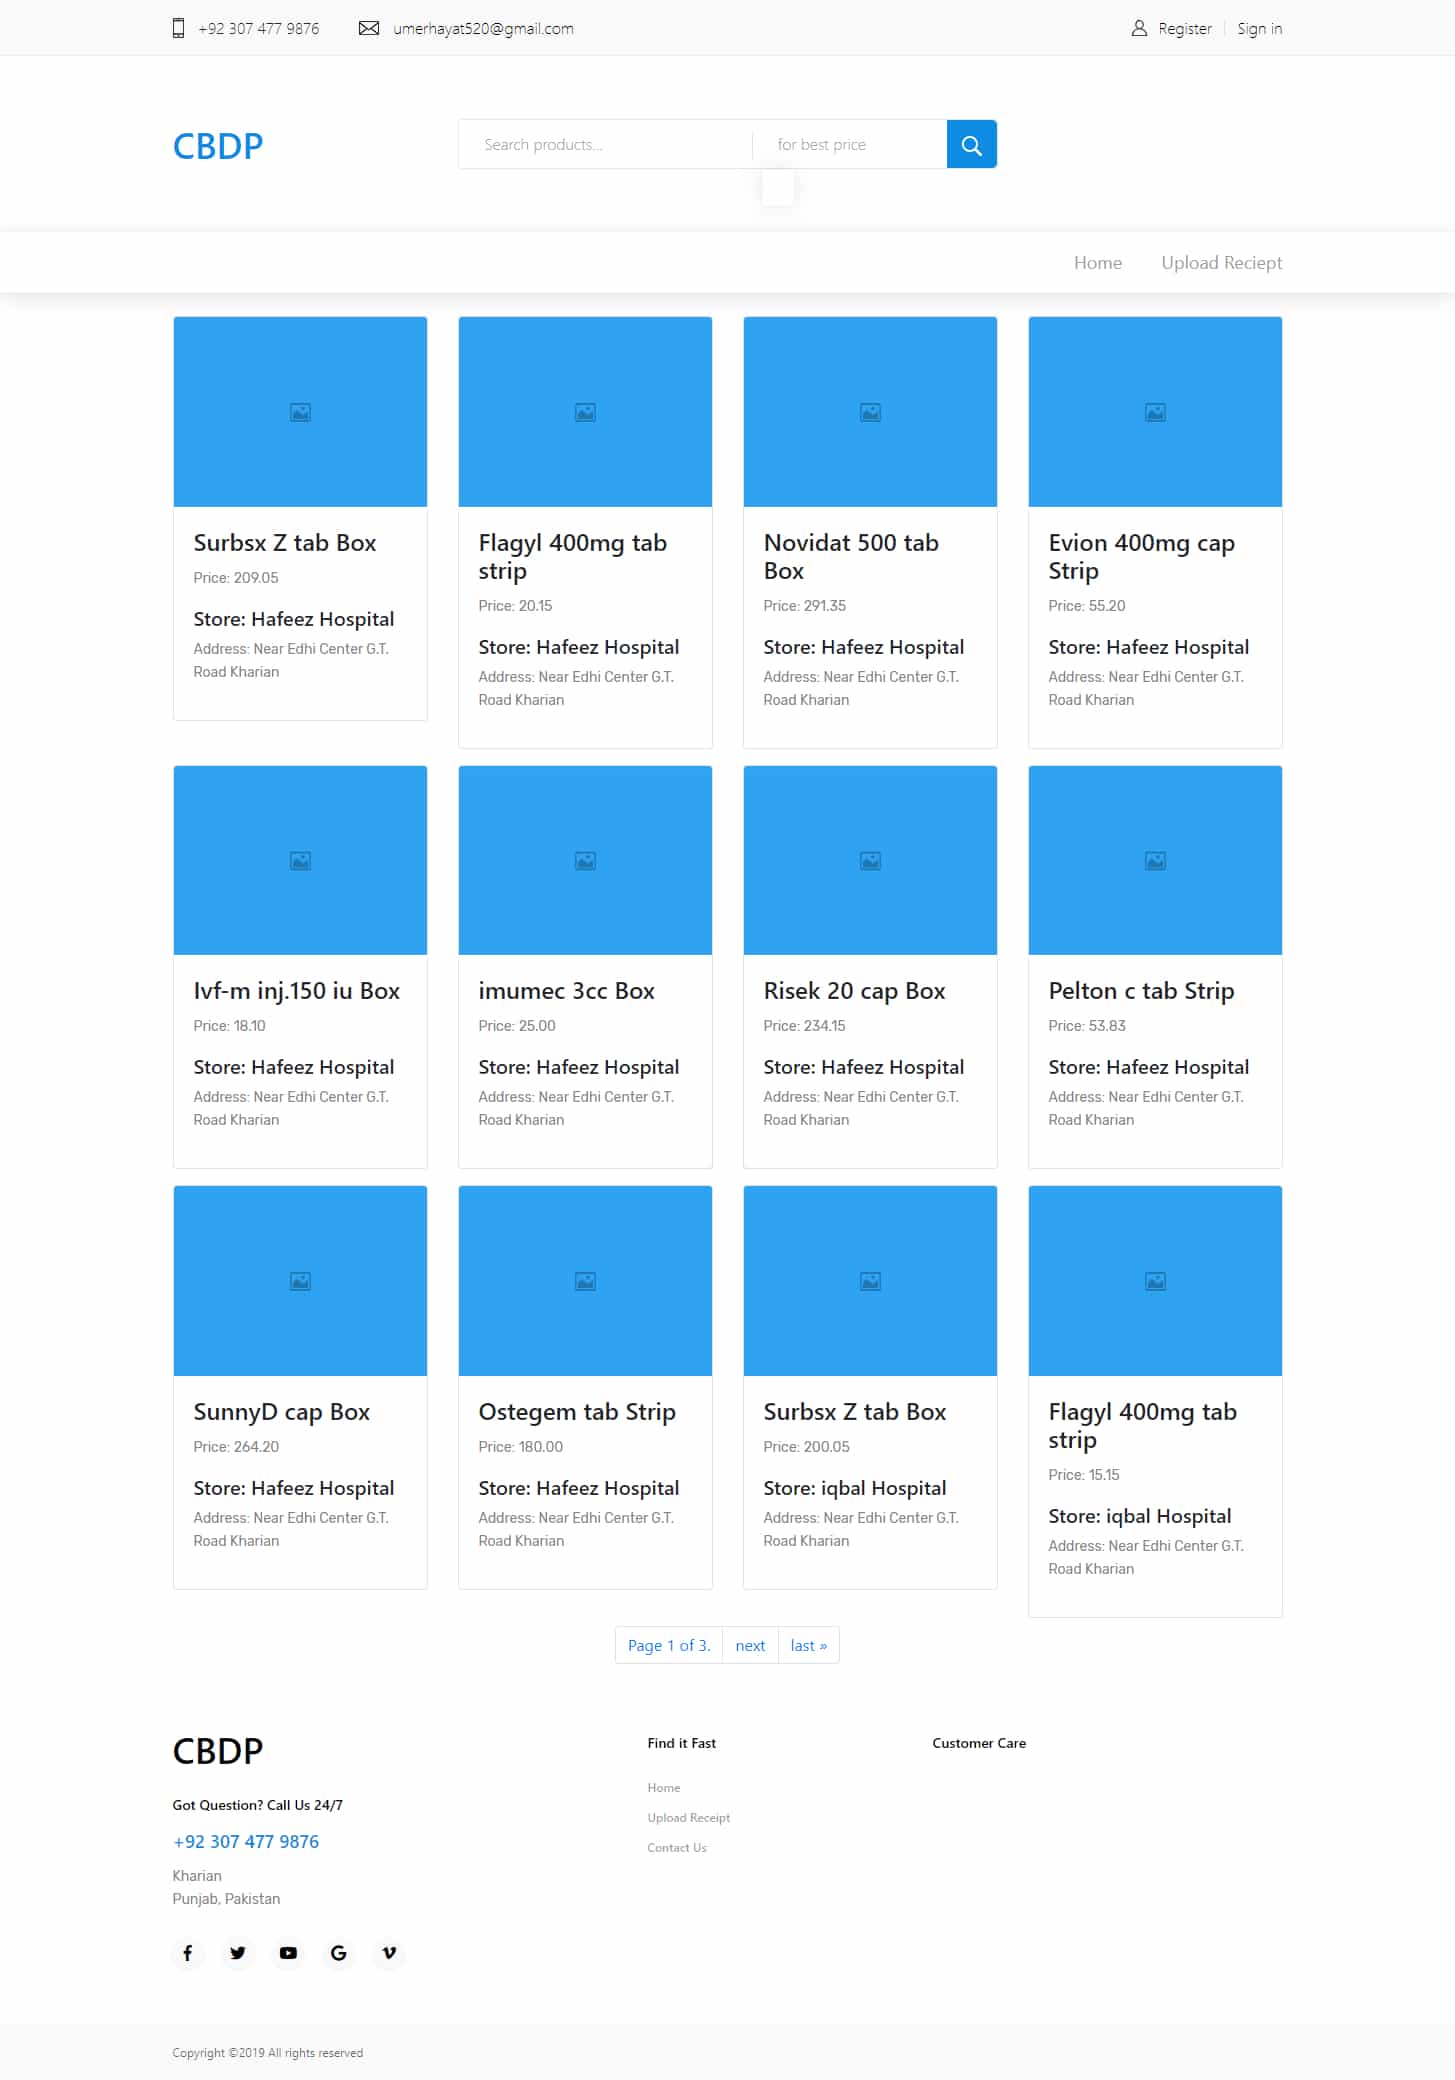 +92 307 477 9876
umerhayat520@gmail.com
Register
Sign in
CBDP
Search products...
for best price
Home
Upload Reciept
Surbsx Z tab Box
Price: 209.05
Store: Hafeez Hospital
Address: Near Edhi Center G.T.
Road Kharian
Flagyl 400mg tab
strip
Price: 20.15
Store: Hafeez Hospital
Address: Near Edhi Center G.T.
Road Kharian
Novidat 500 tab
Box
Price: 291.35
Store: Hafeez Hospital
Address: Near Edhi Center G.T.
Road Kharian
Evion 400mg cap
Strip
Price: 55.20
Store: Hafeez Hospital
Address: Near Edhi Center G.T.
Road Kharian
Ivf-m inj.150 iu Box
Price: 18.10
Store: Hafeez Hospital
Address: Near Edhi Center G.T.
Road Kharian
imumec 3cc Box
Price: 25.00
Store: Hafeez Hospital
Address: Near Edhi Center G.T.
Road Kharian
Risek 20 cap Box
Price: 234.15
Store: Hafeez Hospital
Address: Near Edhi Center G.T.
Road Kharian
Pelton c tab Strip
Price: 53.83
Store: Hafeez Hospital
Address: Near Edhi Center G.T.
Road Kharian
SunnyD cap Box
Price: 264.20
Store: Hafeez Hospital
Address: Near Edhi Center G.T.
Road Kharian
Ostegem tab Strip
Price: 180.00
Store: Hafeez Hospital
Address: Near Edhi Center G.T.
Road Kharian
Surbsx Z tab Box
Price: 200.05
Store: iqbal Hospital
Address: Near Edhi Center G.T.
Road Kharian
Flagyl 400mg tab
strip
Price: 15.15
Store: iqbal Hospital
Address: Near Edhi Center G.T.
Road Kharian
Page 1 of 3.
next
last »
CBDP
Got Question? Call Us 24/7
+92 307 477 9876
Kharian
Punjab, Pakistan
Find it Fast
Home
Upload Receipt
Contact Us
Customer Care
Copyright ©2019 All rights reserved